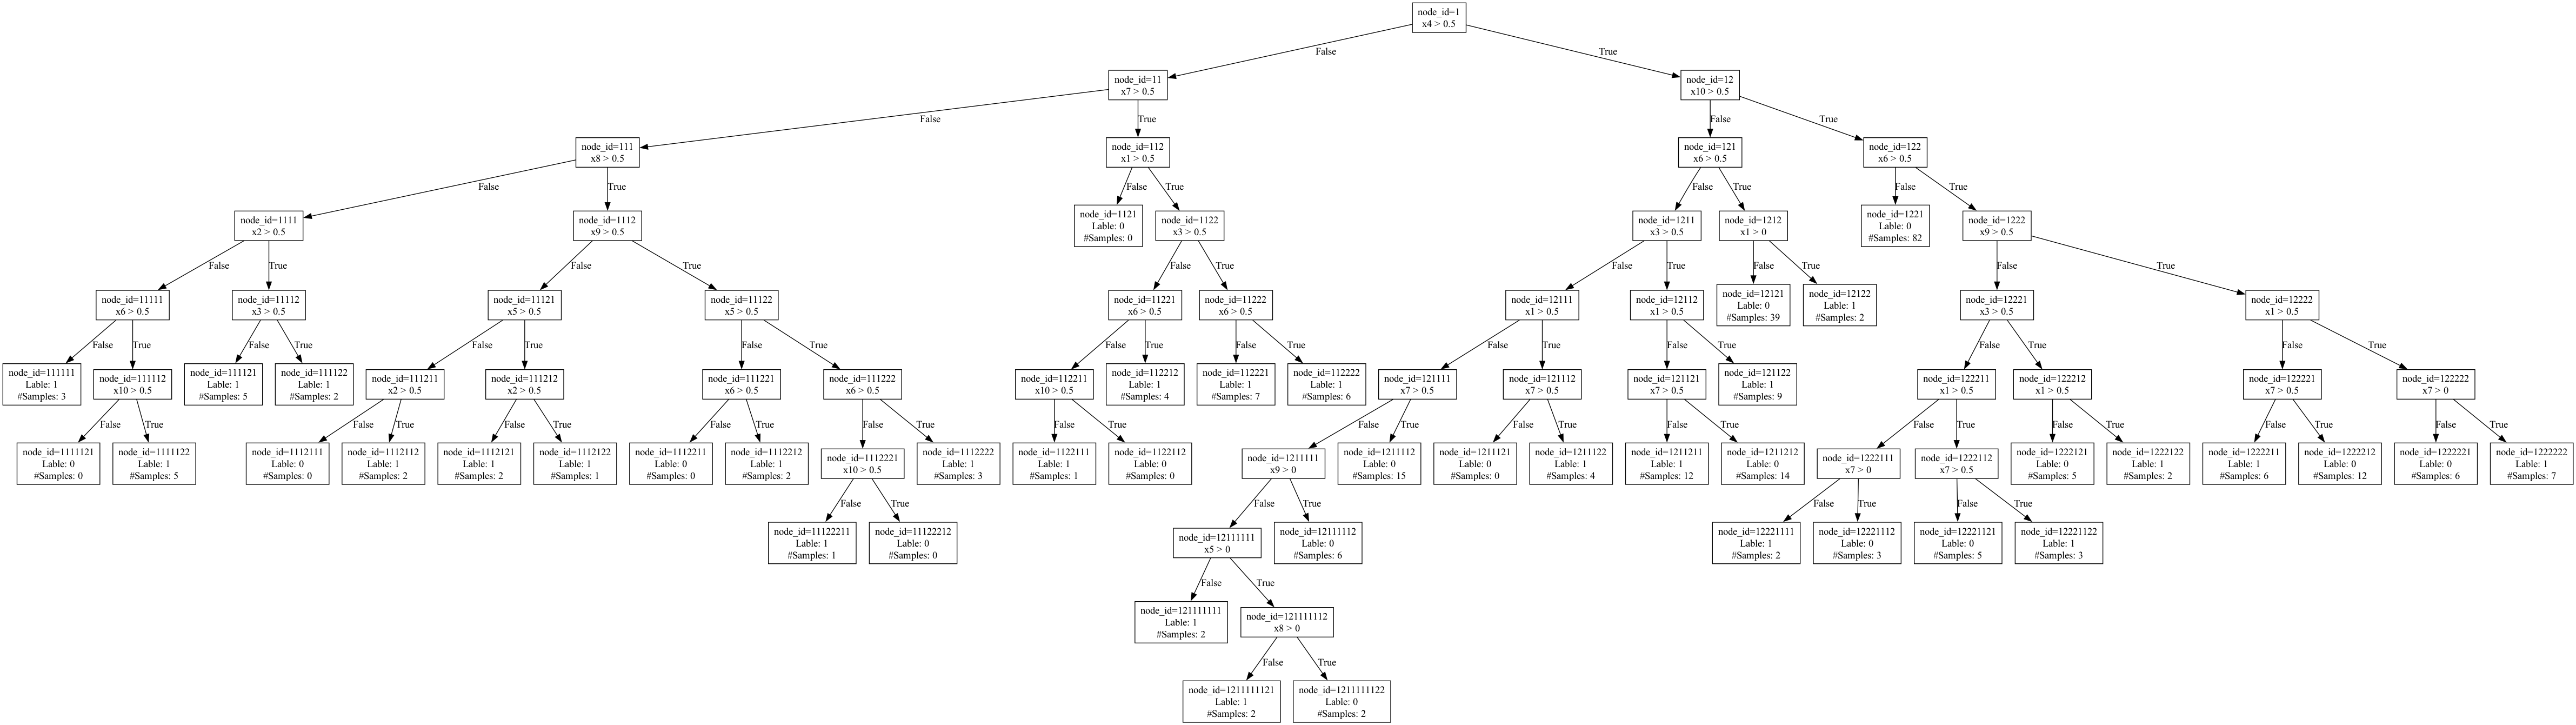 node_id=1
x4 > 0.5
False
True
node_id=11
x7 > 0.5
node_id=12
x10 > 0.5
False
True
False
True
node_id=111
x8 > 0.5
node_id=112
x1 > 0.5
node_id=121
x6 > 0.5
node_id=122
x6 > 0.5
False
True
False
True
False
True
False
True
node_id=1111
x2 > 0.5
node_id=1112
x9 > 0.5
node_id=1121
Lable: 0
#Samples: 0
node_id=1122
x3 > 0.5
node_id=1211
x3 > 0.5
node_id=1212
x1 > 0
node_id=1221
Lable: 0
#Samples: 82
node_id=1222
x9 > 0.5
False
True
False
True
False
True
False
True
False
True
False
True
node_id=11111
x6 > 0.5
node_id=11112
x3 > 0.5
node_id=11121
x5 > 0.5
node_id=11122
x5 > 0.5
node_id=11221
x6 > 0.5
node_id=11222
x6 > 0.5
node_id=12111
x1 > 0.5
node_id=12112
x1 > 0.5
node_id=12121
Lable: 0
#Samples: 39
node_id=12122
Lable: 1
#Samples: 2
node_id=12221
x3 > 0.5
node_id=12222
x1 > 0.5
False
True
False
True
False
True
False
True
False
True
False
True
False
True
False
True
False
True
False
True
node_id=111111
Lable: 1
#Samples: 3
node_id=111112
x10 > 0.5
node_id=111121
Lable: 1
#Samples: 5
node_id=111122
Lable: 1
#Samples: 2
node_id=111211
x2 > 0.5
node_id=111212
x2 > 0.5
node_id=111221
x6 > 0.5
node_id=111222
x6 > 0.5
node_id=112211
x10 > 0.5
node_id=112212
Lable: 1
#Samples: 4
node_id=112221
Lable: 1
#Samples: 7
node_id=112222
Lable: 1
#Samples: 6
node_id=121111
x7 > 0.5
node_id=121112
x7 > 0.5
node_id=121121
x7 > 0.5
node_id=121122
Lable: 1
#Samples: 9
node_id=122211
x1 > 0.5
node_id=122212
x1 > 0.5
node_id=122221
x7 > 0.5
node_id=122222
x7 > 0
False
True
False
True
False
True
False
True
False
True
False
True
False
True
False
True
False
True
False
True
False
True
False
True
False
True
node_id=1111121
Lable: 0
#Samples: 0
node_id=1111122
Lable: 1
#Samples: 5
node_id=1112111
Lable: 0
#Samples: 0
node_id=1112112
Lable: 1
#Samples: 2
node_id=1112121
Lable: 1
#Samples: 2
node_id=1112122
Lable: 1
#Samples: 1
node_id=1112211
Lable: 0
#Samples: 0
node_id=1112212
Lable: 1
#Samples: 2
node_id=1112221
x10 > 0.5
node_id=1112222
Lable: 1
#Samples: 3
node_id=1122111
Lable: 1
#Samples: 1
node_id=1122112
Lable: 0
#Samples: 0
node_id=1211111
x9 > 0
node_id=1211112
Lable: 0
#Samples: 15
node_id=1211121
Lable: 0
#Samples: 0
node_id=1211122
Lable: 1
#Samples: 4
node_id=1211211
Lable: 1
#Samples: 12
node_id=1211212
Lable: 0
#Samples: 14
node_id=1222111
x7 > 0
node_id=1222112
x7 > 0.5
node_id=1222121
Lable: 0
#Samples: 5
node_id=1222122
Lable: 1
#Samples: 2
node_id=1222211
Lable: 1
#Samples: 6
node_id=1222212
Lable: 0
#Samples: 12
node_id=1222221
Lable: 0
#Samples: 6
node_id=1222222
Lable: 1
#Samples: 7
False
True
False
True
False
True
False
True
node_id=11122211
Lable: 1
#Samples: 1
node_id=11122212
Lable: 0
#Samples: 0
node_id=12111111
x5 > 0
node_id=12111112
Lable: 0
#Samples: 6
node_id=12221111
Lable: 1
#Samples: 2
node_id=12221112
Lable: 0
#Samples: 3
node_id=12221121
Lable: 0
#Samples: 5
node_id=12221122
Lable: 1
#Samples: 3
False
True
node_id=121111111
Lable: 1
#Samples: 2
node_id=121111112
x8 > 0
False
True
node_id=1211111121
Lable: 1
#Samples: 2
node_id=1211111122
Lable: 0
#Samples: 2